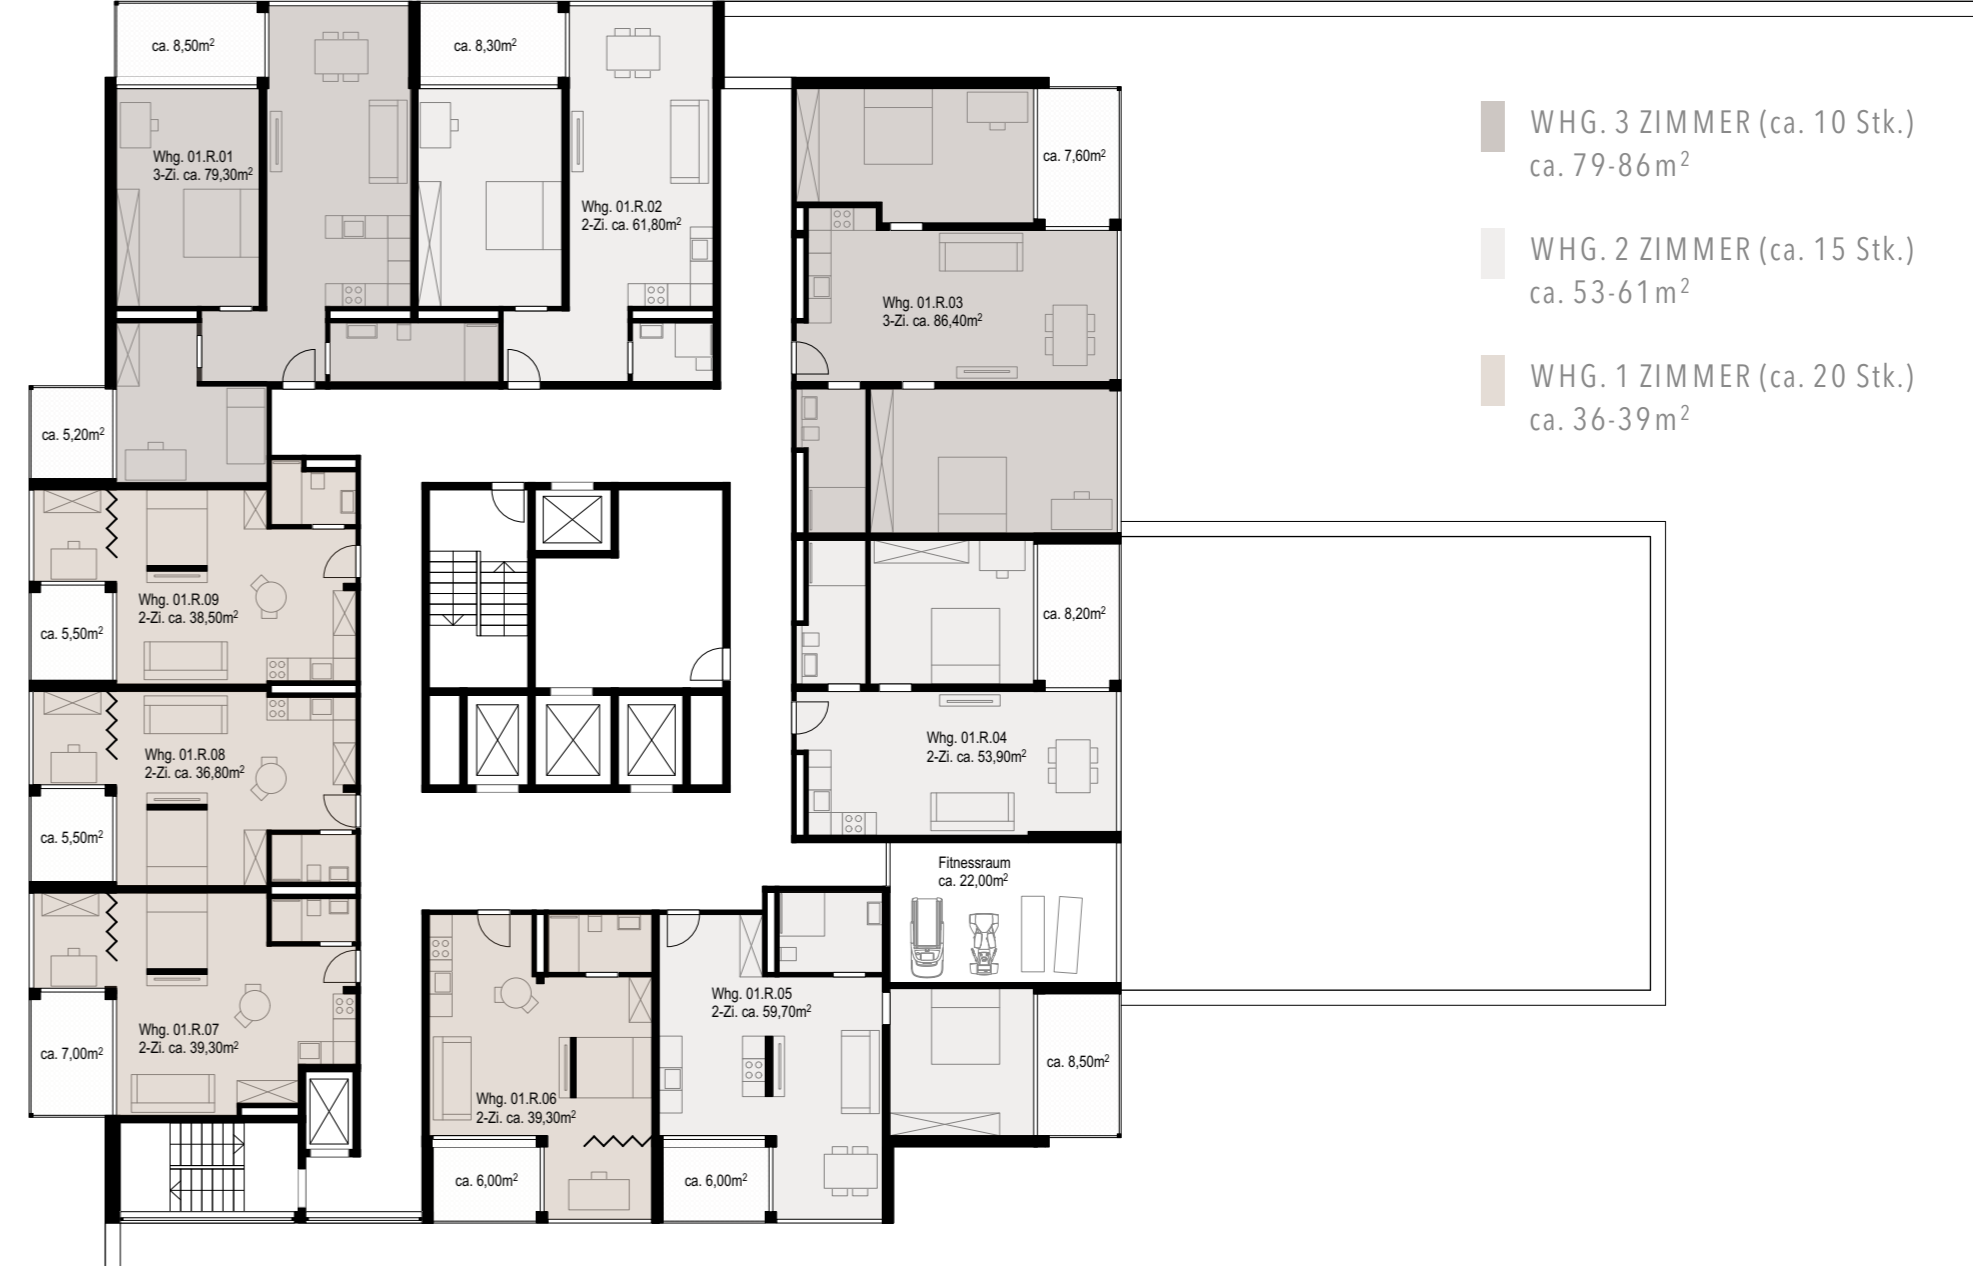 ca. 8,50m²
ca. 8,30m²
Whg. 01.R.01
3-Zi. ca. 79,30m²
Whg. 01.R.02
2-Zi. ca. 61,80m²
ca. 7,60m²
WHG. 3 ZIMMER (ca. 10 Stk.)
ca. 79-86m²
WHG. 2 ZIMMER (ca. 15 Stk.)
ca. 53-61m²
WHG. 1 ZIMMER (ca. 20 Stk.)
ca. 36-39m²
Whg. 01.R.03
3-Zi. ca. 86,40m²
ca. 5,20m²
Whg. 01.R.09
2-Zi. ca. 38,50m²
ca. 5,50m²
ca. 8,20m²
Whg. 01.R.08
2-Zi. ca. 36,80m²
ca. 5,50m²
Whg. 01.R.04
2-Zi. ca. 53,90m²
Fitnessraum
ca. 22,00m²
Whg. 01.R.07
2-Zi. ca. 39,30m²
ca. 7,00m²
Whg. 01.R.05
2-Zi. ca. 59,70m²
ca. 8,50m²
Whg. 01.R.06
2-Zi. ca. 39,30m²
ca. 6,00m²
ca. 6,00m²